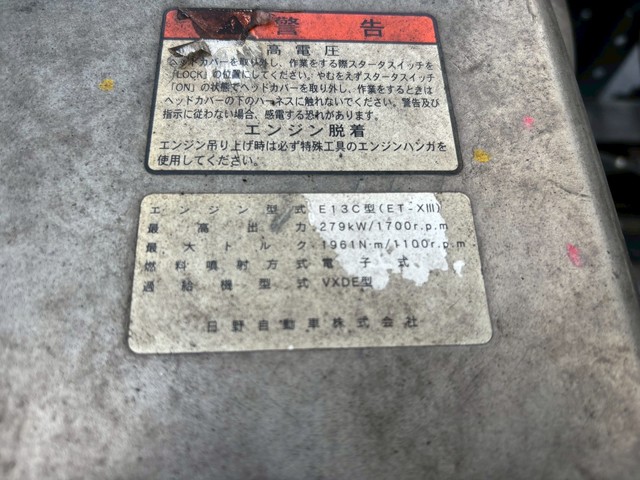 警告
高電圧
ヘッドカバーを取り外し、作業をする際スタータスイッチを
「LOCK」の位置にしてください。やむをえずスタータスイッチ
「ON」の状態でヘッドカバーを取り外し、作業をするときは
ヘッドカバーの下のハーネスに触れないでください。警告及び
指示に従わない場合、感電する恐れがあります。
エンジン脱着
エンジン吊り上げ時は必ず特殊工具のエンジンハンガを
使用してください。
エンジン型式 E13C型(ET-XIII)
最高出力 279kW/1700r.p.m
最大トルク 1961N·m/1100r.p.m
燃料噴射方式 電子式
過給機型式 VXDE型
日野自動車株式会社